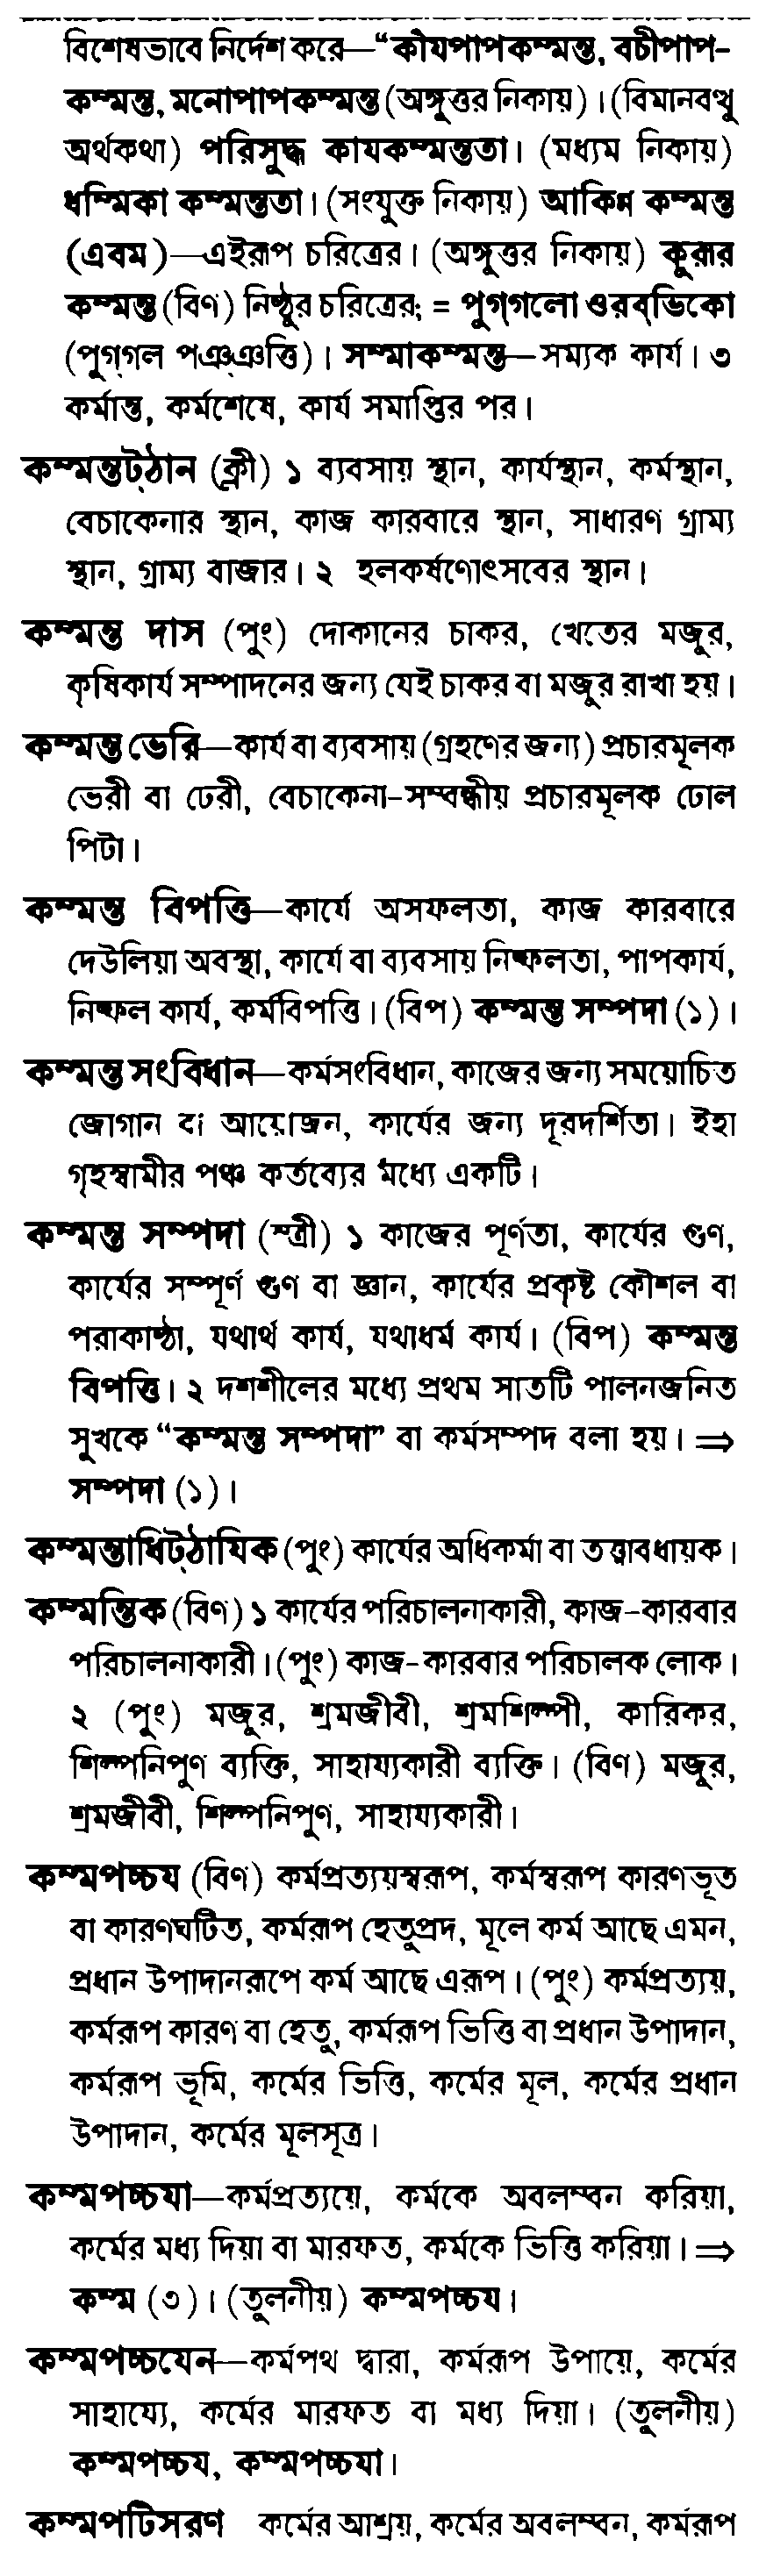 বিশেষভাবে নির্দেশ করে—“কাযপাপকম্মন্ত, বচীপাপ-
কম্মন্ত, মনোপাপকম্মন্ত (অঙ্গুত্তর নিকায়)। (বিমানবত্থু
অর্থকথা) পরিসুদ্ধ কাযকম্মন্ততা। (মধ্যম নিকায়)
ধম্মিকা কম্মন্ততা। (সংযুক্ত নিকায়) আকিন্ন কম্মন্ত
(এবম)—এইরূপ চরিত্রের। (অঙ্গুত্তর নিকায়) কুরূর
কম্মন্ত (বিণ) নিষ্ঠুর চরিত্রের; = পুগ্‌গলো ওরব্‌ভিকো
(পুগ্‌গল পঞ্‌ঞত্তি)। সম্মাকম্মন্ত—সম্যক কার্য। ৩
কর্মান্ত, কর্মশেষে, কার্য সমাপ্তির পর।
কম্মন্তট্‌ঠান (ক্লী) ১ ব্যবসায় স্থান, কার্যস্থান, কর্মস্থান,
বেচাকেনার স্থান, কাজ কারবারে স্থান, সাধারণ গ্রাম্য
স্থান, গ্রাম্য বাজার। ২ হলকর্ষণোৎসবের স্থান।
কম্মন্ত দাস (পুং) দোকানের চাকর, খেতের মজুর,
কৃষিকার্য সম্পাদনের জন্য যেই চাকর বা মজুর রাখা হয়।
কম্মন্ত ভেরি—কার্য বা ব্যবসায় (গ্রহণের জন্য) প্রচারমূলক
ভেরী বা ঢেরী, বেচাকেনা-সম্বন্ধীয় প্রচারমূলক ঢোল
পিটা।
কম্মন্ত বিপত্তি—কার্যে অসফলতা, কাজ কারবারে
দেউলিয়া অবস্থা, কার্যে বা ব্যবসায় নিষ্ফলতা, পাপকার্য,
নিষ্ফল কার্য, কর্মবিপত্তি। (বিপ) কম্মন্ত সম্পদা (১)।
কম্মন্ত সংবিধান—কর্মসংবিধান, কাজের জন্য সময়োচিত
জোগান বা আয়োজন, কার্যের জন্য দূরদর্শিতা। ইহা
গৃহস্বামীর পঞ্চ কর্তব্যের মধ্যে একটি।
কম্মন্ত সম্পদা (স্ত্রী) ১ কাজের পূর্ণতা, কার্যের গুণ,
কার্যের সম্পূর্ণ গুণ বা জ্ঞান, কার্যের প্রকৃষ্ট কৌশল বা
পরাকাষ্ঠা, যথার্থ কার্য, যথাধর্ম কার্য। (বিপ) কম্মন্ত
বিপত্তি। ২ দশশীলের মধ্যে প্রথম সাতটি পালনজনিত
সুখকে “কম্মন্ত সম্পদা” বা কর্মসম্পদ বলা হয়। ⇒
সম্পদা (১)।
কম্মন্তাধিট্‌ঠাযিক (পুং) কার্যের অধিকর্মা বা তত্ত্বাবধায়ক।
কম্মন্তিক (বিণ) ১ কার্যের পরিচালনাকারী, কাজ-কারবার
পরিচালনাকারী। (পুং) কাজ-কারবার পরিচালক লোক।
২ (পুং) মজুর, শ্রমজীবী, শ্রমশিল্পী, কারিকর,
শিল্পনিপুণ ব্যক্তি, সাহায্যকারী ব্যক্তি। (বিণ) মজুর,
শ্রমজীবী, শিল্পনিপুণ, সাহায্যকারী।
কম্মপচ্চয (বিণ) কর্মপ্রত্যয়স্বরূপ, কর্মস্বরূপ কারণভূত
বা কারণঘটিত, কর্মরূপ হেতুপ্রদ, মূলে কর্ম আছে এমন,
প্রধান উপাদানরূপে কর্ম আছে এরূপ। (পুং) কর্মপ্রত্যয়,
কর্মরূপ কারণ বা হেতু, কর্মরূপ ভিত্তি বা প্রধান উপাদান,
কর্মরূপ ভূমি, কর্মের ভিত্তি, কর্মের মূল, কর্মের প্রধান
উপাদান, কর্মের মূলসূত্র।
কম্মপচ্চযা—কর্মপ্রত্যয়ে, কর্মকে অবলম্বন করিয়া,
কর্মের মধ্য দিয়া বা মারফত, কর্মকে ভিত্তি করিয়া। ⇒
কম্ম (৩)। (তুলনীয়) কম্মপচ্চয।
কম্মপচ্চযেন—কর্মপথ দ্বারা, কর্মরূপ উপায়ে, কর্মের
সাহায্যে, কর্মের মারফত বা মধ্য দিয়া। (তুলনীয়)
কম্মপচ্চয, কম্মপচ্চযা।
কম্মপটিসরণ কর্মের আশ্রয়, কর্মের অবলম্বন, কর্মরূপ